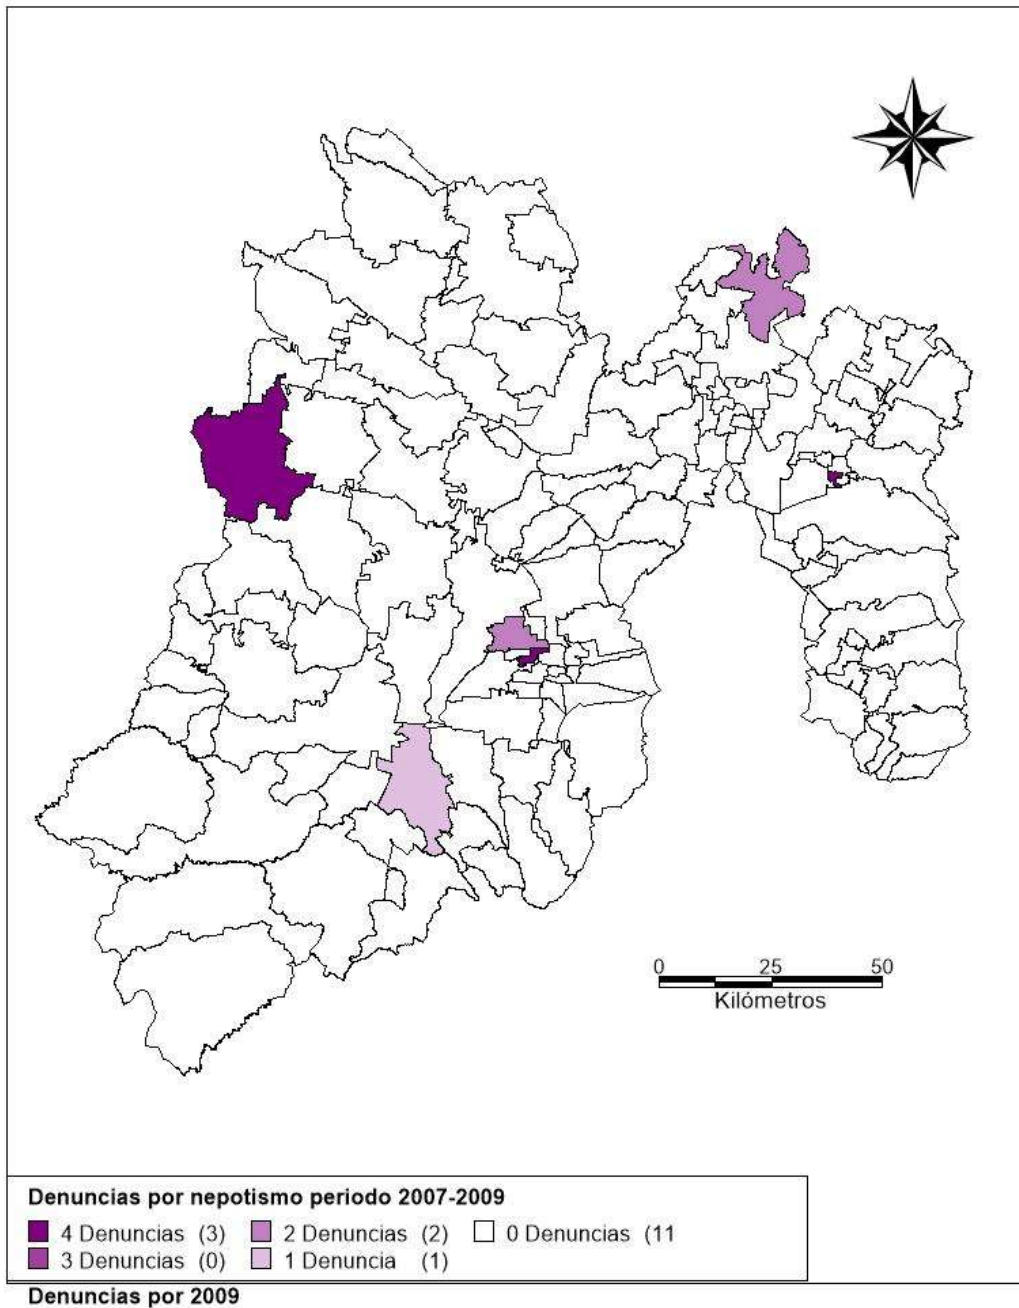 0 25 50
Kilómetros
Denuncias por nepotismo periodo 2007-2009
4 Denuncias (3) 2 Denuncias (2) 0 Denuncias (11
3 Denuncias (0) 1 Denuncia (1)
Denuncias por 2009